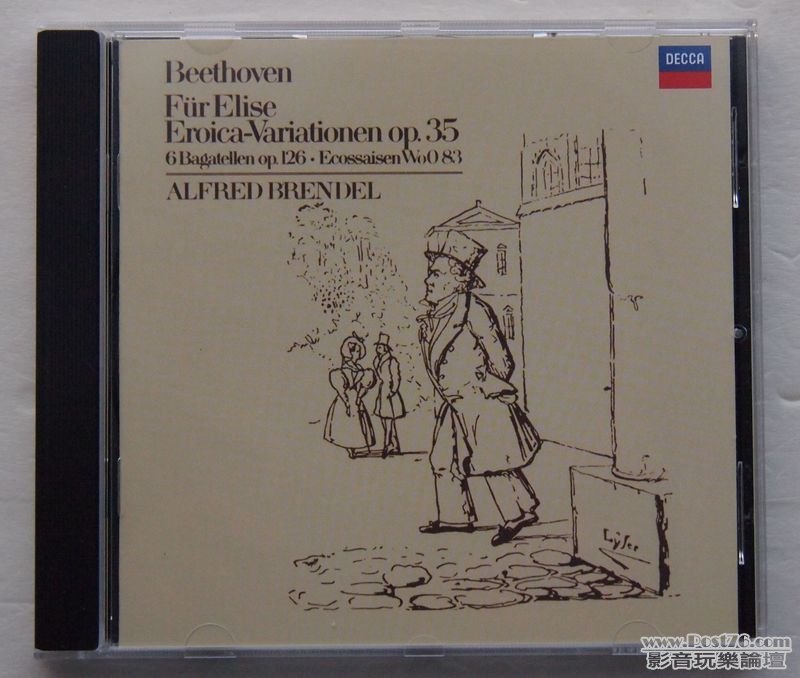 Beethoven
DECCA
Für Elise
Eroica-Variationen op. 35
6 Bagatellen op. 126 · Ecossaisen WoO 83
ALFRED BRENDEL
Lyser
www.Post76.com
影音玩樂論壇